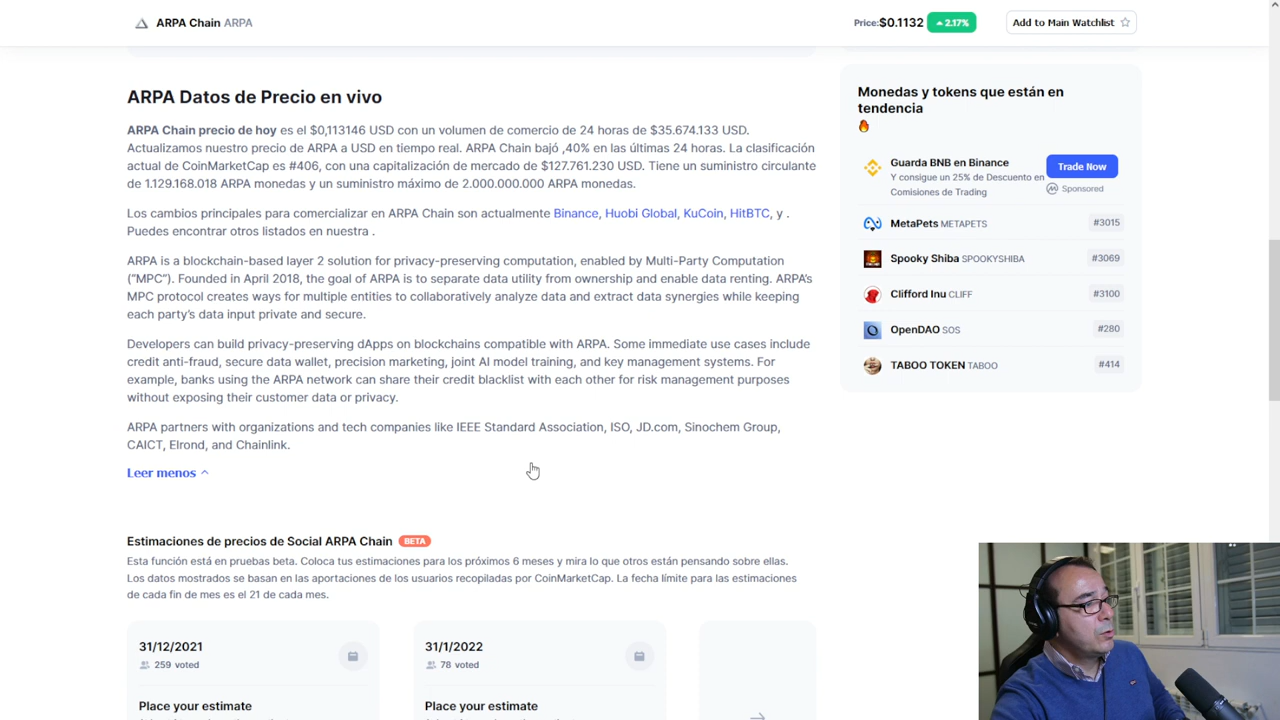 ARPA Chain ARPA
Price:$0.1132 2.17%
Add to Main Watchlist
ARPA Datos de Precio en vivo
ARPA Chain precio de hoy es el $0,113146 USD con un volumen de comercio de 24 horas de $35.674.133 USD.
Actualizamos nuestro precio de ARPA a USD en tiempo real. ARPA Chain bajó ,40% en las últimas 24 horas. La clasificación
actual de CoinMarketCap es #406, con una capitalización de mercado de $127.761.230 USD. Tiene un suministro circulante
de 1.129.168.018 ARPA monedas y un suministro máximo de 2.000.000.000 ARPA monedas.
Los cambios principales para comercializar en ARPA Chain son actualmente Binance, Huobi Global, KuCoin, HitBTC, y .
Puedes encontrar otros listados en nuestra .
ARPA is a blockchain-based layer 2 solution for privacy-preserving computation, enabled by Multi-Party Computation
("MPC"). Founded in April 2018, the goal of ARPA is to separate data utility from ownership and enable data renting. ARPA's
MPC protocol creates ways for multiple entities to collaboratively analyze data and extract data synergies while keeping
each party's data input private and secure.
Developers can build privacy-preserving dApps on blockchains compatible with ARPA. Some immediate use cases include
credit anti-fraud, secure data wallet, precision marketing, joint AI model training, and key management systems. For
example, banks using the ARPA network can share their credit blacklist with each other for risk management purposes
without exposing their customer data or privacy.
ARPA partners with organizations and tech companies like IEEE Standard Association, ISO, JD.com, Sinochem Group,
CAICT, Elrond, and Chainlink.
Leer menos
Monedas y tokens que están en
tendencia
Guarda BNB en Binance
Y consigue un 25% de Descuento en
Comisiones de Trading
Trade Now
Sponsored
MetaPets METAPETS #3015
Spooky Shiba SPOOKYSHIBA #3069
Clifford Inu CLIFF #3100
OpenDAO SOS #280
TABOO TOKEN TABOO #414
Estimaciones de precios de Social ARPA Chain BETA
Esta función está en pruebas beta. Coloca tus estimaciones para los próximos 6 meses y mira lo que otros están pensando sobre ellas.
Los datos mostrados se basan en las aportaciones de los usuarios recopiladas por CoinMarketCap. La fecha límite para las estimaciones
de cada fin de mes es el 21 de cada mes.
31/12/2021
259 voted
Place your estimate
31/1/2022
78 voted
Place your estimate